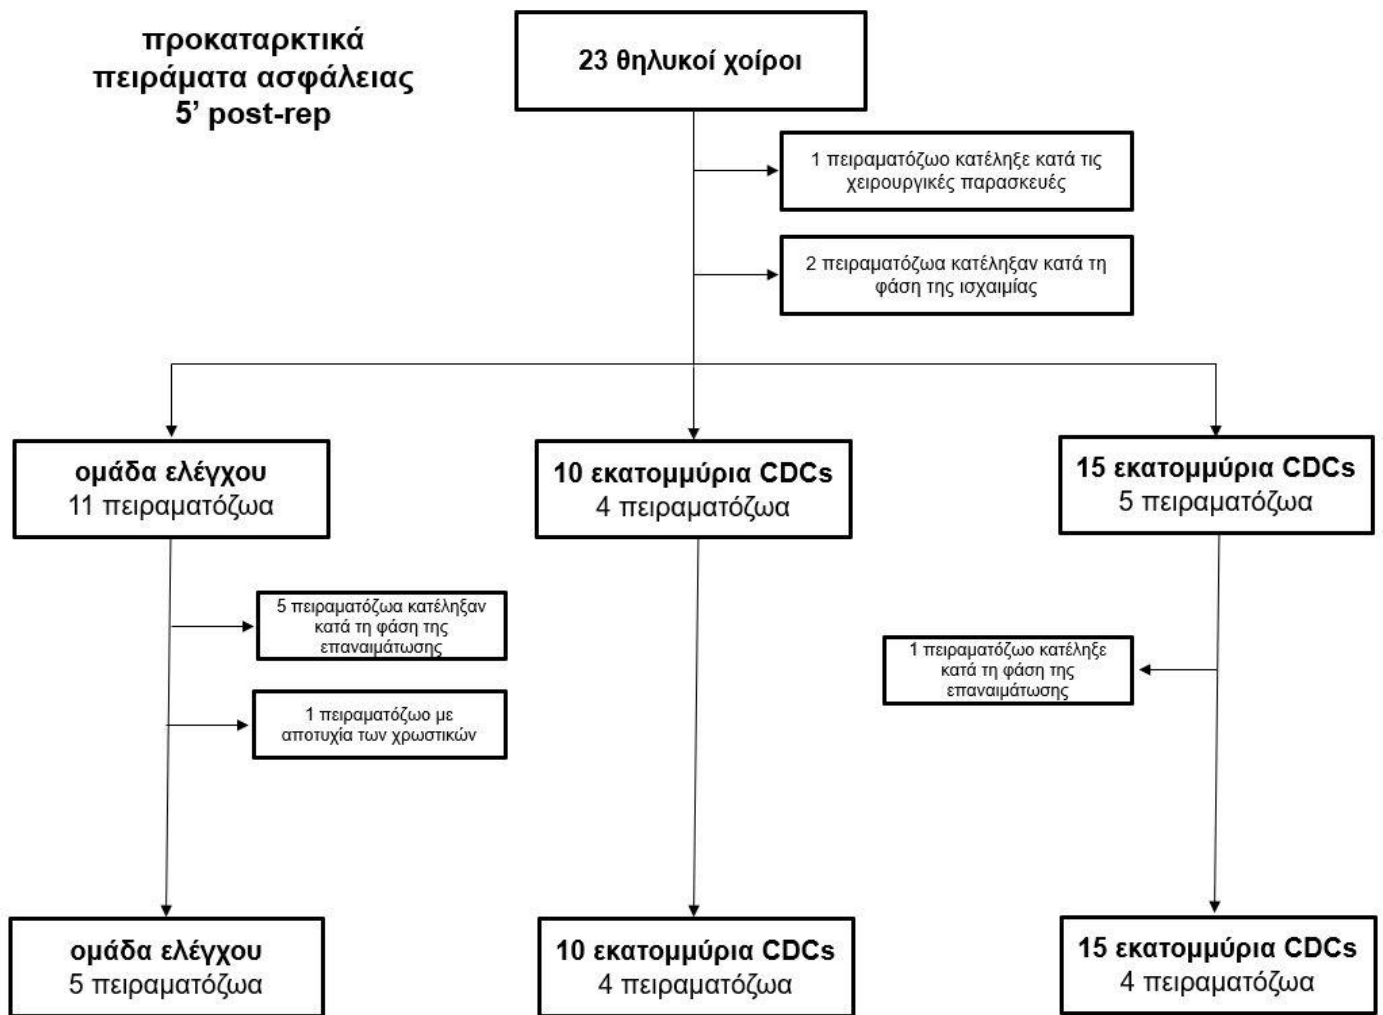 προκαταρκτικά
πειράματα ασφάλειας
5’ post-rep
23 θηλυκοί χοίροι
1 πειραματόζωο κατέληξε κατά τις
χειρουργικές παρασκευές
2 πειραματόζωα κατέληξαν κατά τη
φάση της ισχαιμίας
ομάδα ελέγχου
11 πειραματόζωα
10 εκατομμύρια CDCs
4 πειραματόζωα
15 εκατομμύρια CDCs
5 πειραματόζωα
5 πειραματόζωα κατέληξαν
κατά τη φάση της
επαναιμάτωσης
1 πειραματόζωο με
αποτυχία των χρωστικών
1 πειραματόζωο κατέληξε
κατά τη φάση της
επαναιμάτωσης
ομάδα ελέγχου
5 πειραματόζωα
10 εκατομμύρια CDCs
4 πειραματόζωα
15 εκατομμύρια CDCs
4 πειραματόζωα